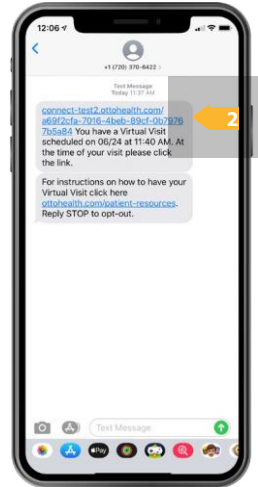 12:06
+1 (720) 370-6422 >
Text Message
Today 11:37 AM
connect-test2.ottohealth.com/
a69f2cfa-7016-4beb-89cf-0b7976
7b5a84 You have a Virtual Visit
scheduled on 06/24 at 11:40 AM. At
the time of your visit please click
the link.
2
For instructions on how to have your
Virtual Visit click here
ottohealth.com/patient-resources.
Reply STOP to opt-out.
Text Message
Pay